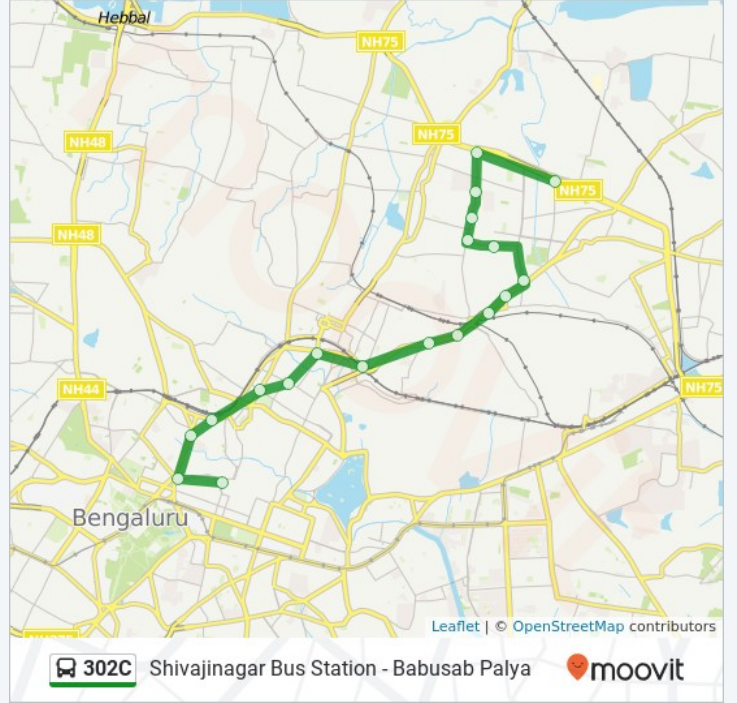 Hebbal
NH75
NH75
NH48
NH75
NH48
NH44
NH75
Bengaluru
Leaflet | © OpenStreetMap contributors
302C Shivajinagar Bus Station - Babusab Palya
moovit